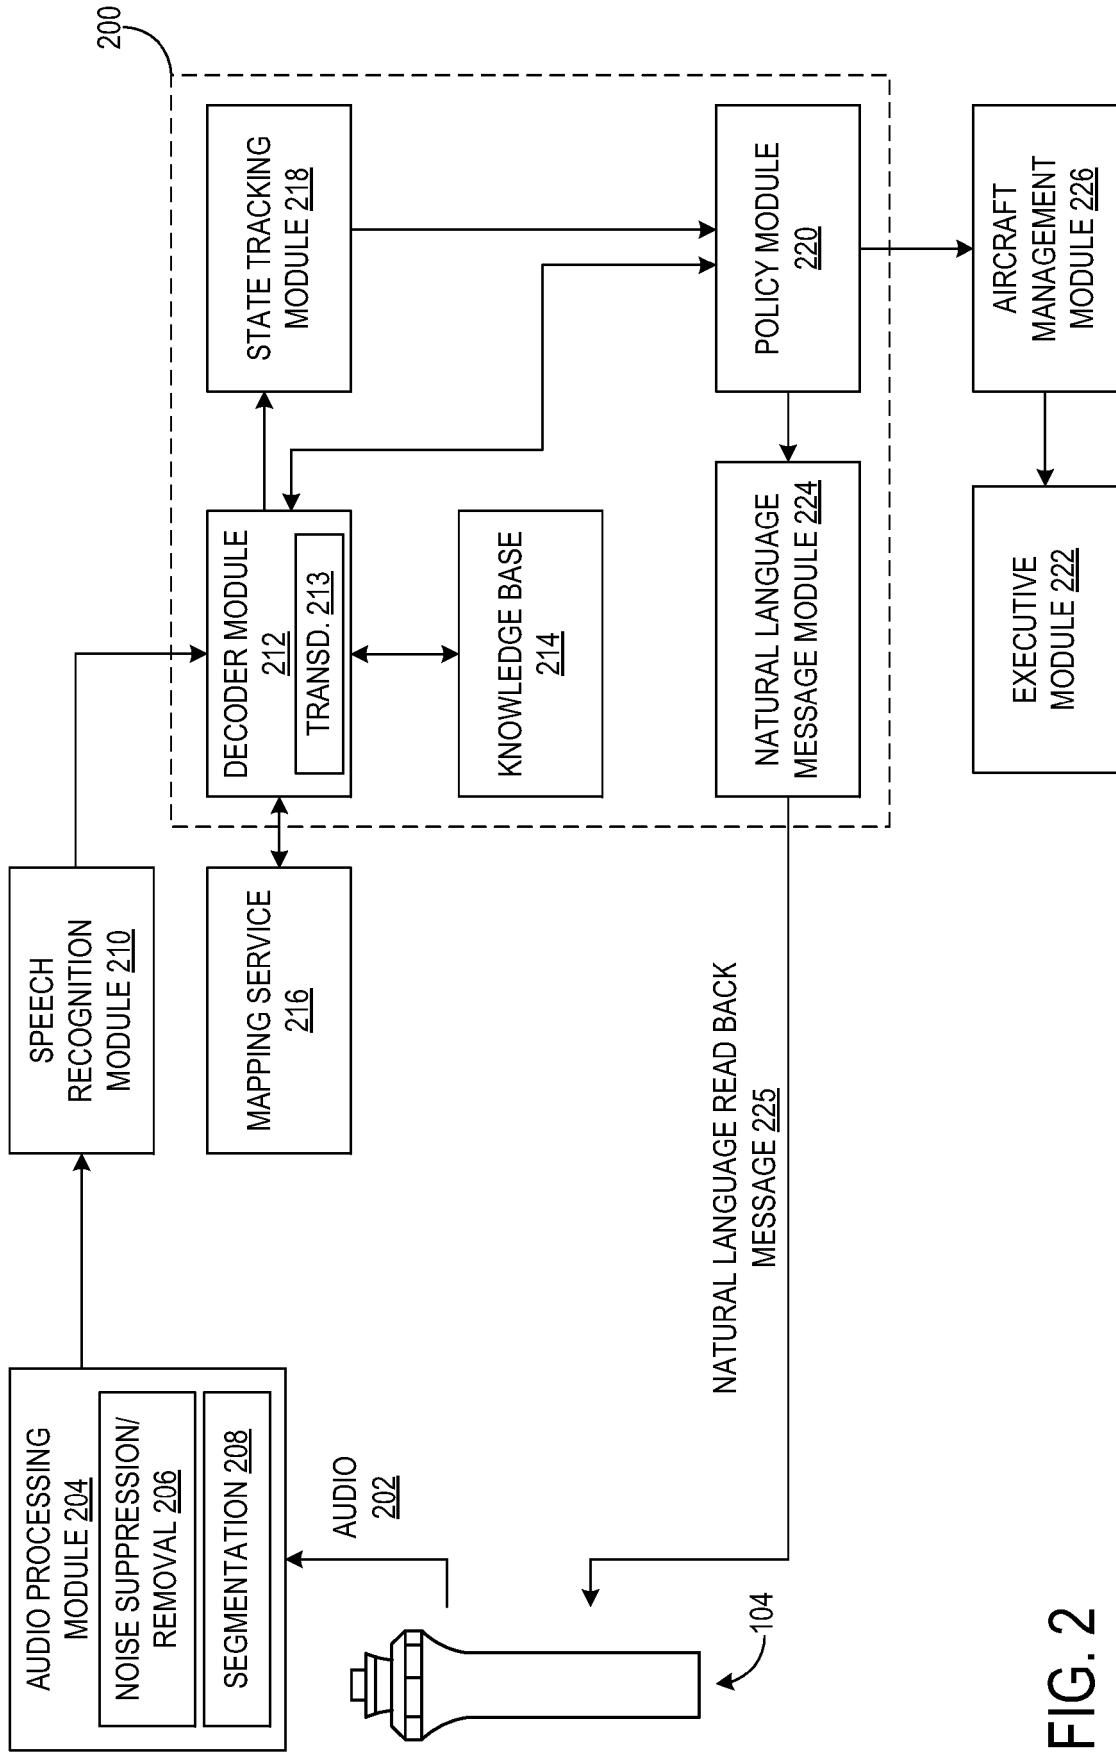 AUDIO PROCESSING
MODULE 204
NOISE SUPPRESSION/
REMOVAL 206
SEGMENTATION 208
AUDIO
202
104
SPEECH
RECOGNITION
MODULE 210
MAPPING SERVICE
216
200
DECODER MODULE
212
TRANSD. 213
STATE TRACKING
MODULE 218
KNOWLEDGE BASE
214
NATURAL LANGUAGE
MESSAGE MODULE 224
POLICY MODULE
220
NATURAL LANGUAGE READ BACK
MESSAGE 225
EXECUTIVE
MODULE 222
AIRCRAFT
MANAGEMENT
MODULE 226
FIG. 2